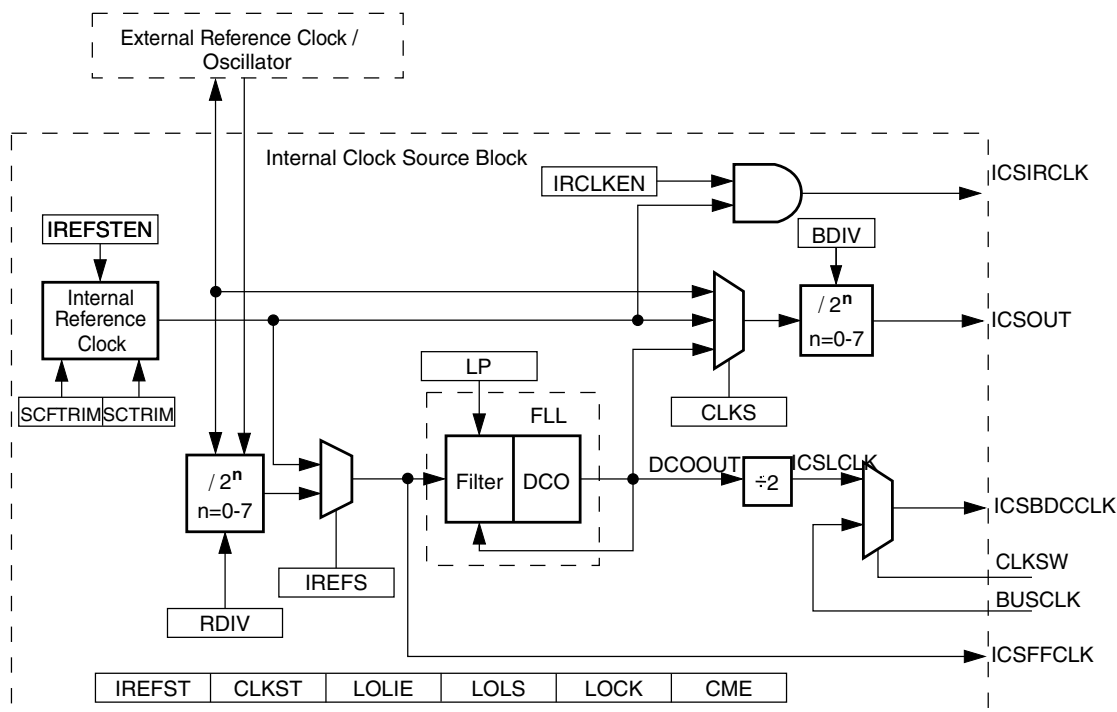 External Reference Clock /
Oscillator
Internal Clock Source Block
IRCLKEN
ICSIRCLK
IREFSTEN
BDIV
Internal
Reference
Clock
/ 2ⁿ
n=0-7
ICSOUT
LP
SCFTRIM
SCTRIM
CLKS
FLL
/ 2ⁿ
n=0-7
Filter
DCO
DCOOUT
÷2
ICSLCLK
ICSBDCCLK
IREFS
CLKSW
BUSCLK
RDIV
ICSFFCLK
IREFST CLKST LOLIE LOLS LOCK CME